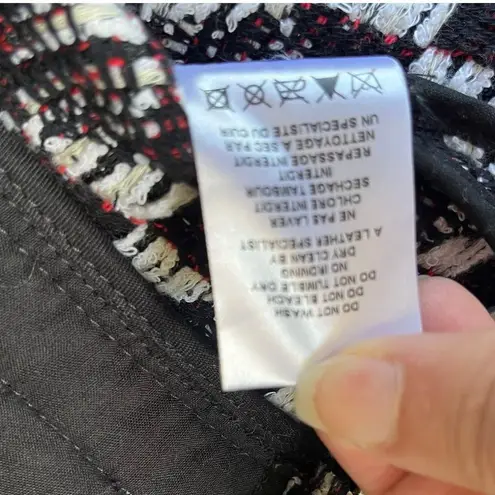 DO NOT WASH
DO NOT BLEACH
DO NOT TUMBLE DRY
NO IRONING
DRY CLEAN BY
A LEATHER SPECIALIST
NE PAS LAVER
CHLORE INTERDIT
SECHAGE TAMBOUR
INTERDIT
REPASSAGE INTERDIT
NETTOYAGE A SEC PAR
UN SPECIALISTE DU CUIR